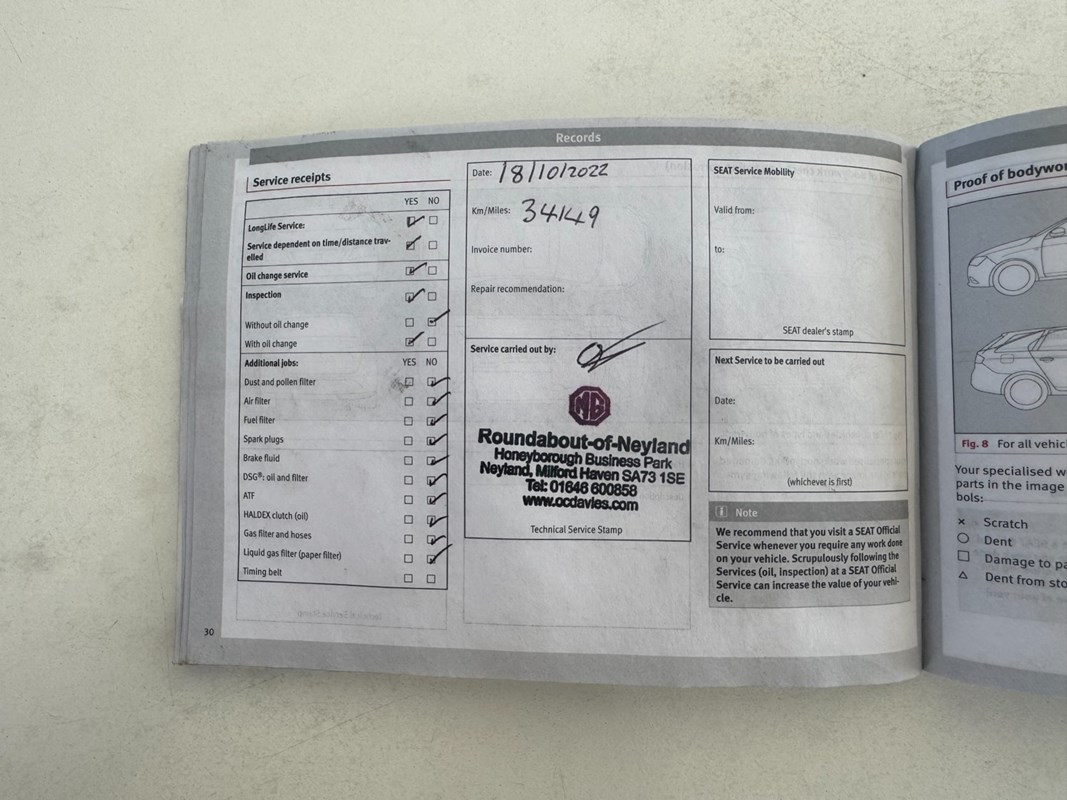 Records
Service receipts
YES NO
LongLife Service:
Service dependent on time/distance trav-
elled
Oil change service
Inspection
Without oil change
With oil change
Additional jobs: YES NO
Dust and pollen filter
Air filter
Fuel filter
Spark plugs
Brake fluid
DSG®: oil and filter
ATF
HALDEX clutch (oil)
Gas filter and hoses
Liquid gas filter (paper filter)
Timing belt
30
Date: 18/10/2022
Km/Miles: 34149
Invoice number:
Repair recommendation:
Service carried out by:
MG
Roundabout-of-Neyland
Honeyborough Business Park
Neyland, Milford Haven SA73 1SE
Tel: 01646 600858
www.ocdavies.com
Technical Service Stamp
SEAT Service Mobility
Valid from:
to:
SEAT dealer's stamp
Next Service to be carried out
Date:
Km/Miles:
(whichever is first)
Note
We recommend that you visit a SEAT Official
Service whenever you require any work done
on your vehicle. Scrupulously following the
Services (oil, inspection) at a SEAT Official
Service can increase the value of your vehi-
cle.
Proof of bodywor
Fig. 8 For all vehicl
Your specialised w
parts in the image
bols:
× Scratch
○ Dent
□ Damage to pa
△ Dent from sto